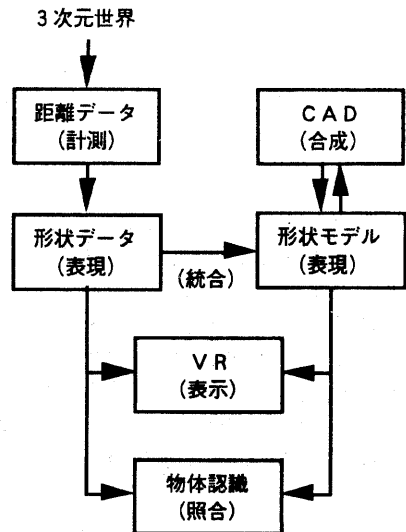 3次元世界
距離データ
(計測)
CAD
(合成)
形状データ
(表現)
(統合)
形状モデル
(表現)
VR
(表示)
物体認識
(照合)